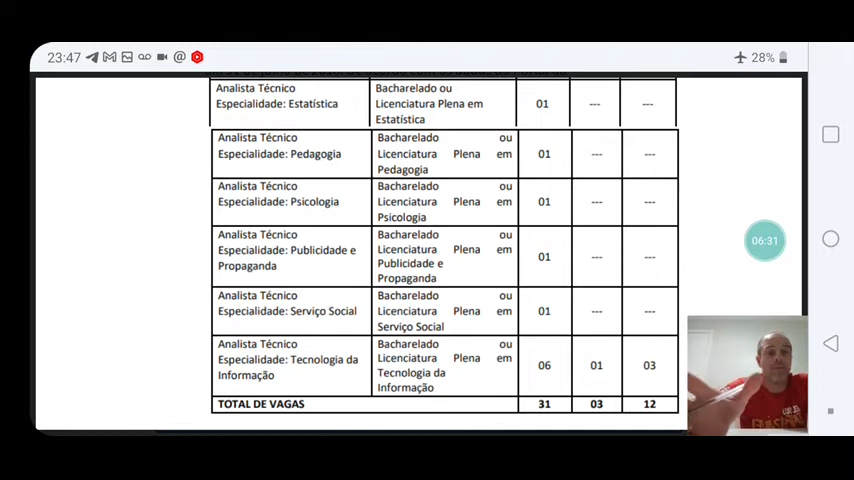 23:47
28%
Analista Técnico
Especialidade: Estatística
Bacharelado ou
Licenciatura Plena em
Estatística
01
---
---
Analista Técnico
Especialidade: Pedagogia
Bacharelado ou
Licenciatura Plena em
Pedagogia
01
---
---
Analista Técnico
Especialidade: Psicologia
Bacharelado ou
Licenciatura Plena em
Psicologia
01
---
---
Analista Técnico
Especialidade: Publicidade e
Propaganda
Bacharelado ou
Licenciatura Plena em
Publicidade e
Propaganda
01
---
---
Analista Técnico
Especialidade: Serviço Social
Bacharelado ou
Licenciatura Plena em
Serviço Social
01
---
---
Analista Técnico
Especialidade: Tecnologia da
Informação
Bacharelado ou
Licenciatura Plena em
Tecnologia da
Informação
06
01
03
TOTAL DE VAGAS
31
03
12
06:31